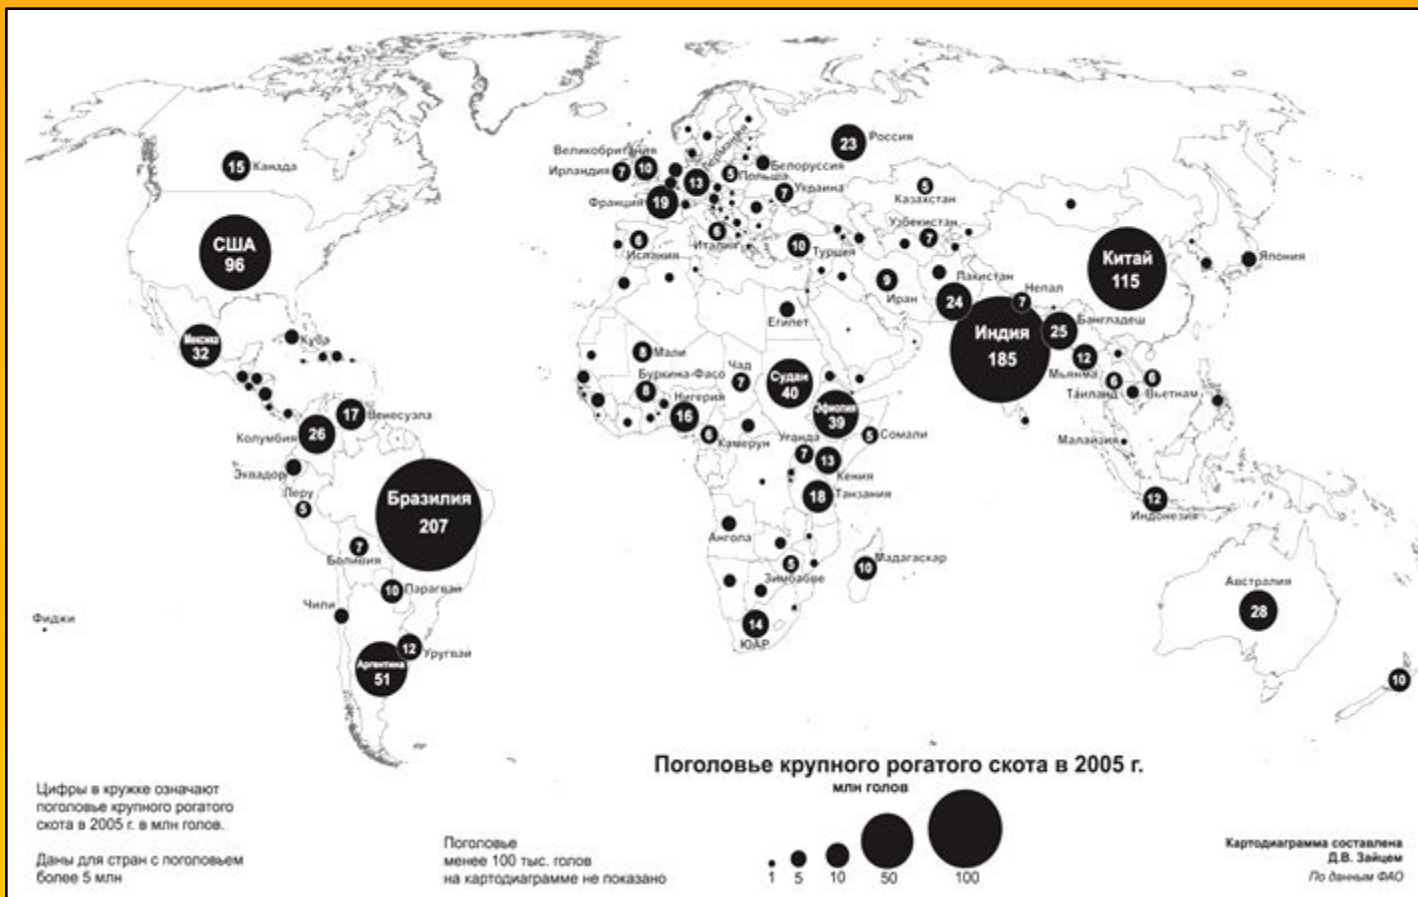 Россия
23
Великобритания
Германия
15
Канада
Ирландия
7
10
Белоруссия
13
5
Польша
5
Казахстан
7
Украина
Франция
19
Узбекистан
США
96
6
Испания
6
Италия
10
Турция
7
Китай
115
Япония
9
Иран
Пакистан
24
Непал
7
Египет
Индия
185
25
Бангладеш
Мексика
32
Куба
8
Мали
Чад
12
Мьянма
Буркина-Фасо
8
7
Судан
40
6
Таиланд
6
Вьетнам
Нигерия
16
Эфиопия
39
17
Венесуэла
26
Колумбия
6
Камерун
5
Сомали
Уганда
7
13
Кения
Малайзия
Эквадор
Перу
5
Бразилия
207
18
Танзания
12
Индонезия
Ангола
7
Боливия
5
Зимбабве
10
Мадагаскар
10
Парагвай
Австралия
28
Чили
Фиджи
14
ЮАР
12
Уругвай
Аргентина
51
10
Поголовье крупного рогатого скота в 2005 г.
млн голов
1 5 10 50 100
Цифры в кружке означают
поголовье крупного рогатого
скота в 2005 г. в млн голов.
Даны для стран с поголовьем
более 5 млн
Поголовье
менее 100 тыс. голов
на картодиаграмме не показано
Картодиаграмма составлена
Д.В. Зайцем
По данным ФАО